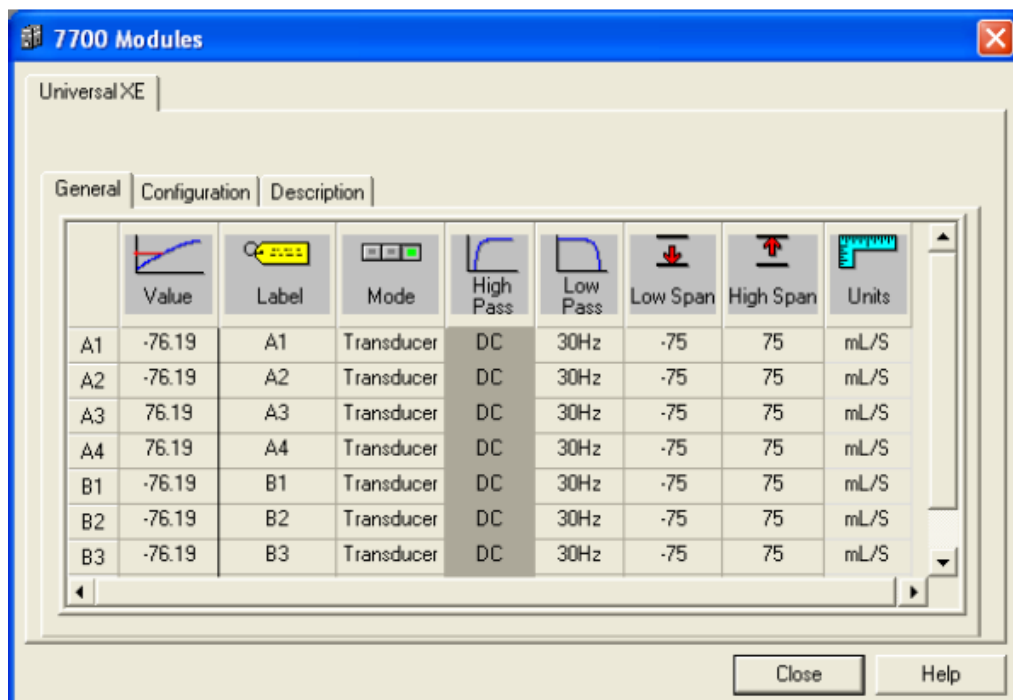 7700 Modules
Universal XE
General Configuration Description
Value Label Mode High Pass Low Pass Low Span High Span Units
A1 -76.19 A1 Transducer DC 30Hz -75 75 mL/S
A2 -76.19 A2 Transducer DC 30Hz -75 75 mL/S
A3 76.19 A3 Transducer DC 30Hz -75 75 mL/S
A4 76.19 A4 Transducer DC 30Hz -75 75 mL/S
B1 -76.19 B1 Transducer DC 30Hz -75 75 mL/S
B2 -76.19 B2 Transducer DC 30Hz -75 75 mL/S
B3 -76.19 B3 Transducer DC 30Hz -75 75 mL/S
Close Help